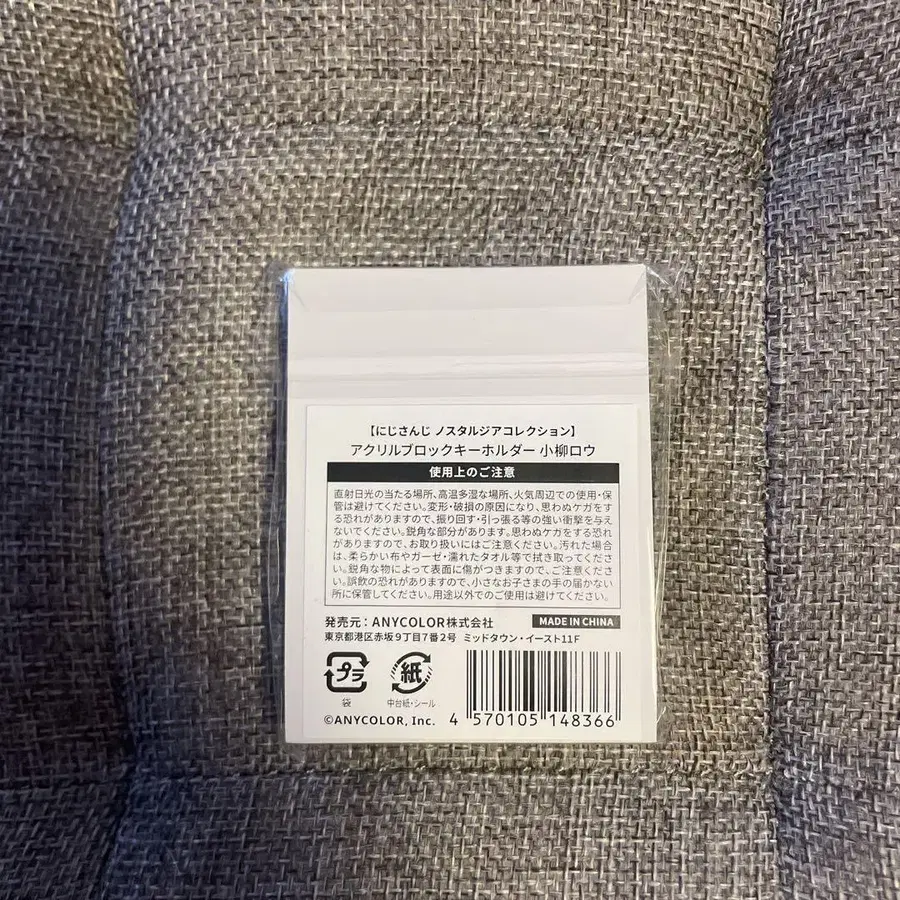 【にじさんじ ノスタルジアコレクション】
アクリルブロックキーホルダー 小柳ロウ
使用上のご注意
直射日光の当たる場所、高温多湿な場所、火気周辺での使用・保
管は避けてください。変形・破損の原因になり、思わぬケガをす
る恐れがありますので、振り回す・引っ張る等の強い衝撃を与え
ないでください。鋭角な部分があります。思わぬケガをする恐れ
がありますので、お取り扱いにはご注意ください。汚れた場合
は、柔らかい布やガーゼ・濡れたタオル等で拭き取ってくださ
い。鋭角な物によって表面に傷がつきますので、ご注意くださ
い。誤飲の恐れがありますので、小さなお子さまの手の届かない
所に保管してください。用途以外でのご使用は避けてください。
発売元：ANYCOLOR株式会社
MADE IN CHINA
東京都港区赤坂9丁目7番2号 ミッドタウン・イースト11F
プラ
紙
袋
中台紙・シール
©ANYCOLOR, Inc.
4 570105 148366